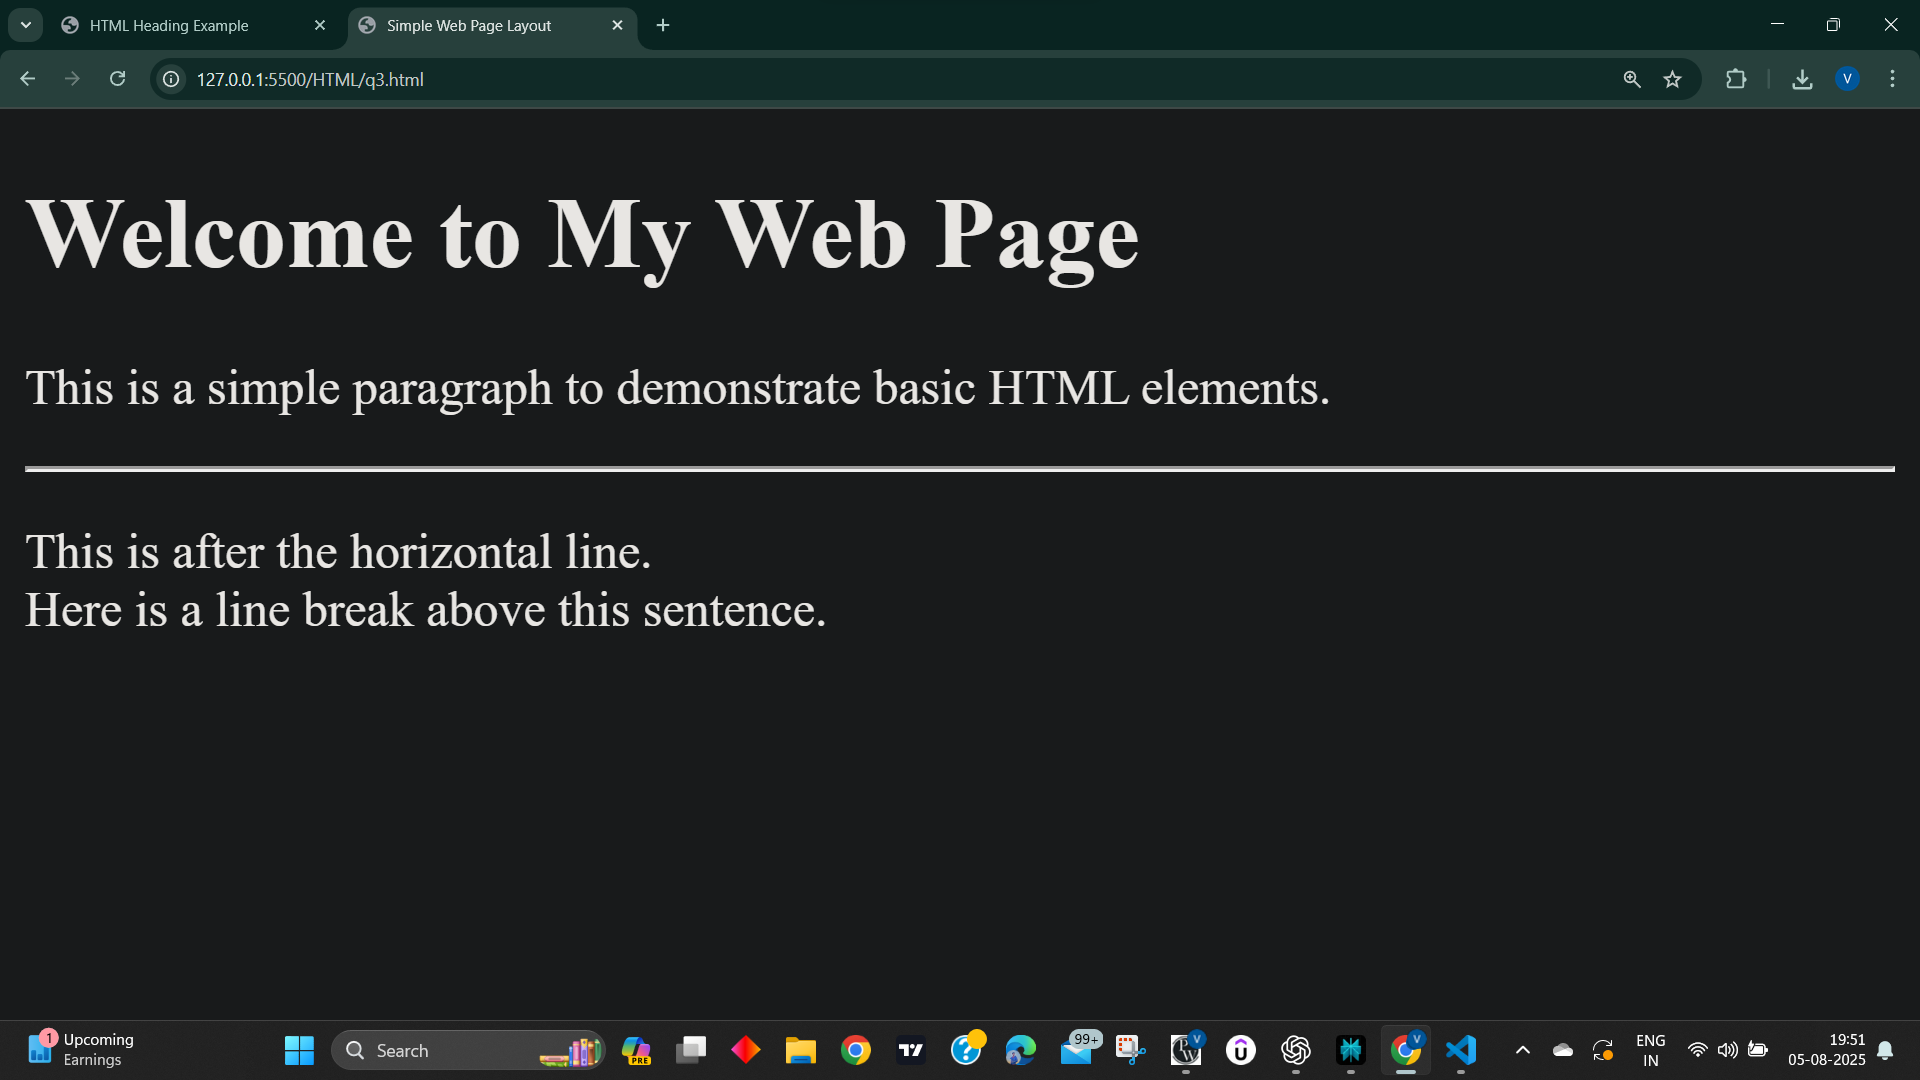 HTML Heading Example
Simple Web Page Layout
127.0.0.1:5500/HTML/q3.html
V
Welcome to My Web Page
This is a simple paragraph to demonstrate basic HTML elements.
This is after the horizontal line.
Here is a line break above this sentence.
1
Upcoming
Earnings
Search
PRE
99+
V
PW
V
ENG
IN
19:51
05-08-2025